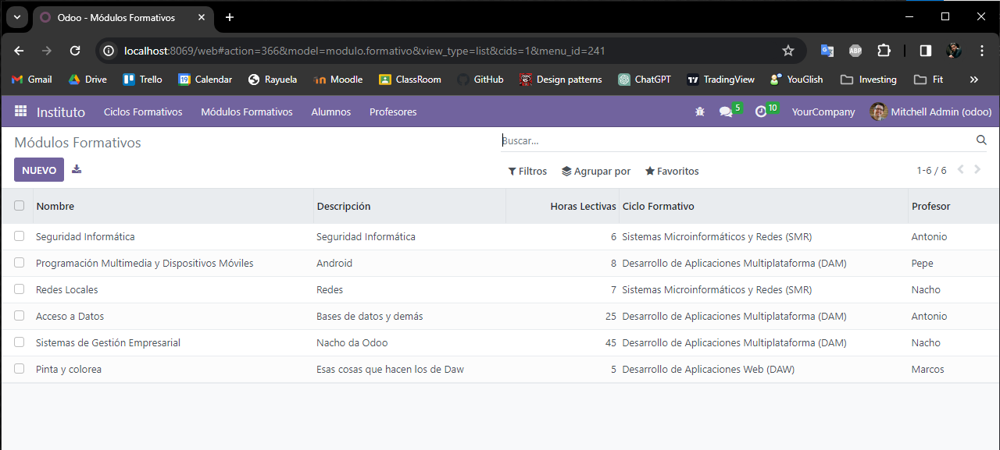 Odoo - Módulos Formativos
localhost:8069/web#action=366&model=modulo.formativo&view_type=list&cids=1&menu_id=241
ABP
Gmail Drive Trello 19 Calendar Rayuela Moodle ClassRoom GitHub Design patterns ChatGPT TradingView YouGlish Investing Fit »
Instituto Ciclos Formativos Módulos Formativos Alumnos Profesores 5 10 YourCompany Mitchell Admin (odoo)
Módulos Formativos Buscar...
NUEVO Filtros Agrupar por Favoritos 1-6 / 6
Nombre Descripción Horas Lectivas Ciclo Formativo Profesor
Seguridad Informática Seguridad Informática 6 Sistemas Microinformáticos y Redes (SMR) Antonio
Programación Multimedia y Dispositivos Móviles Android 8 Desarrollo de Aplicaciones Multiplataforma (DAM) Pepe
Redes Locales Redes 7 Sistemas Microinformáticos y Redes (SMR) Nacho
Acceso a Datos Bases de datos y demás 25 Desarrollo de Aplicaciones Multiplataforma (DAM) Antonio
Sistemas de Gestión Empresarial Nacho da Odoo 45 Desarrollo de Aplicaciones Multiplataforma (DAM) Nacho
Pinta y colorea Esas cosas que hacen los de Daw 5 Desarrollo de Aplicaciones Web (DAW) Marcos